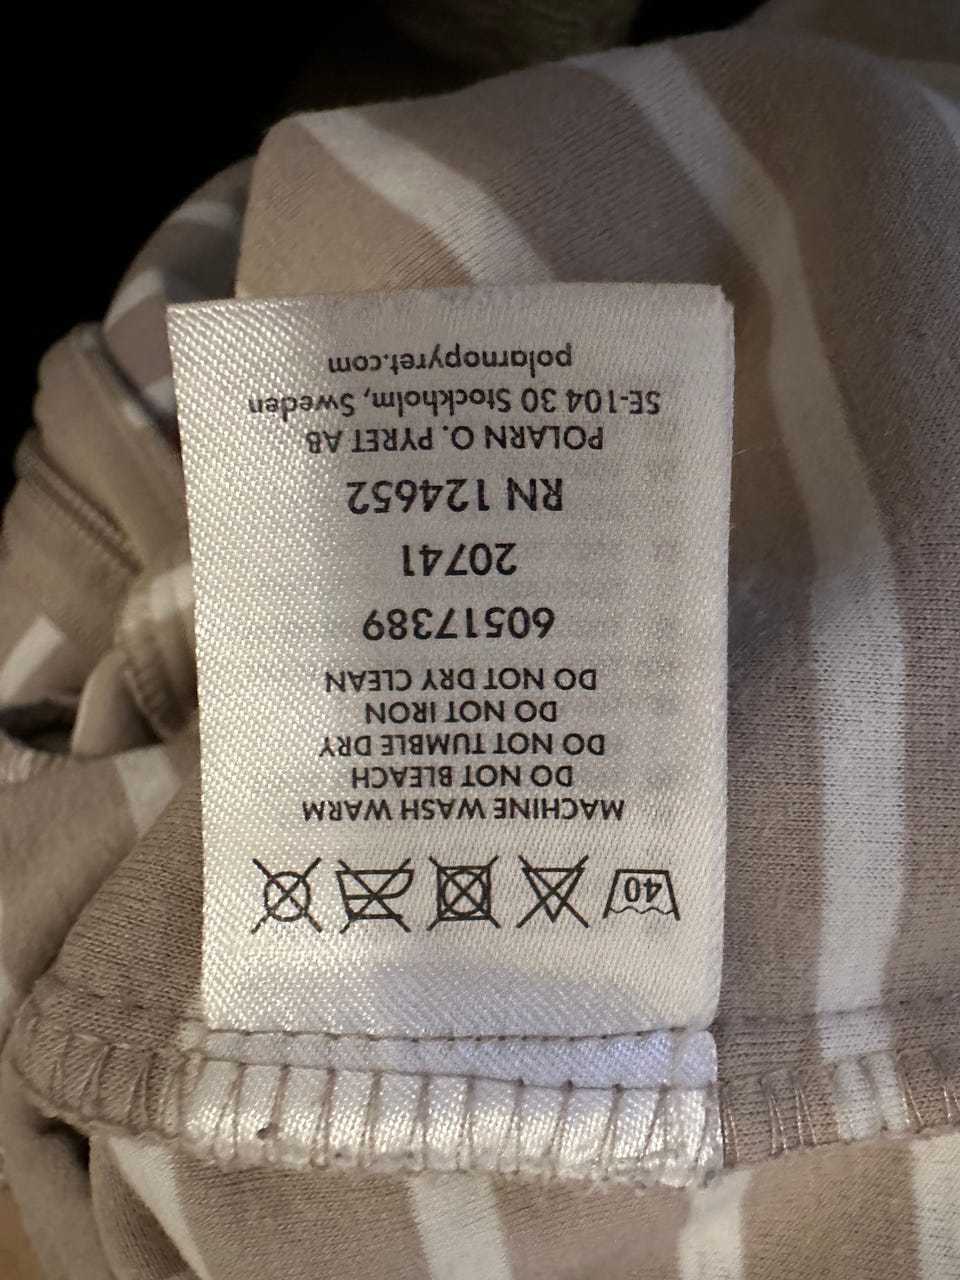 40
MACHINE WASH WARM
DO NOT BLEACH
DO NOT TUMBLE DRY
DO NOT IRON
DO NOT DRY CLEAN
60517389
20741
RN 124652
POLARN O. PYRET AB
SE-104 30 Stockholm, Sweden
polarnopyret.com